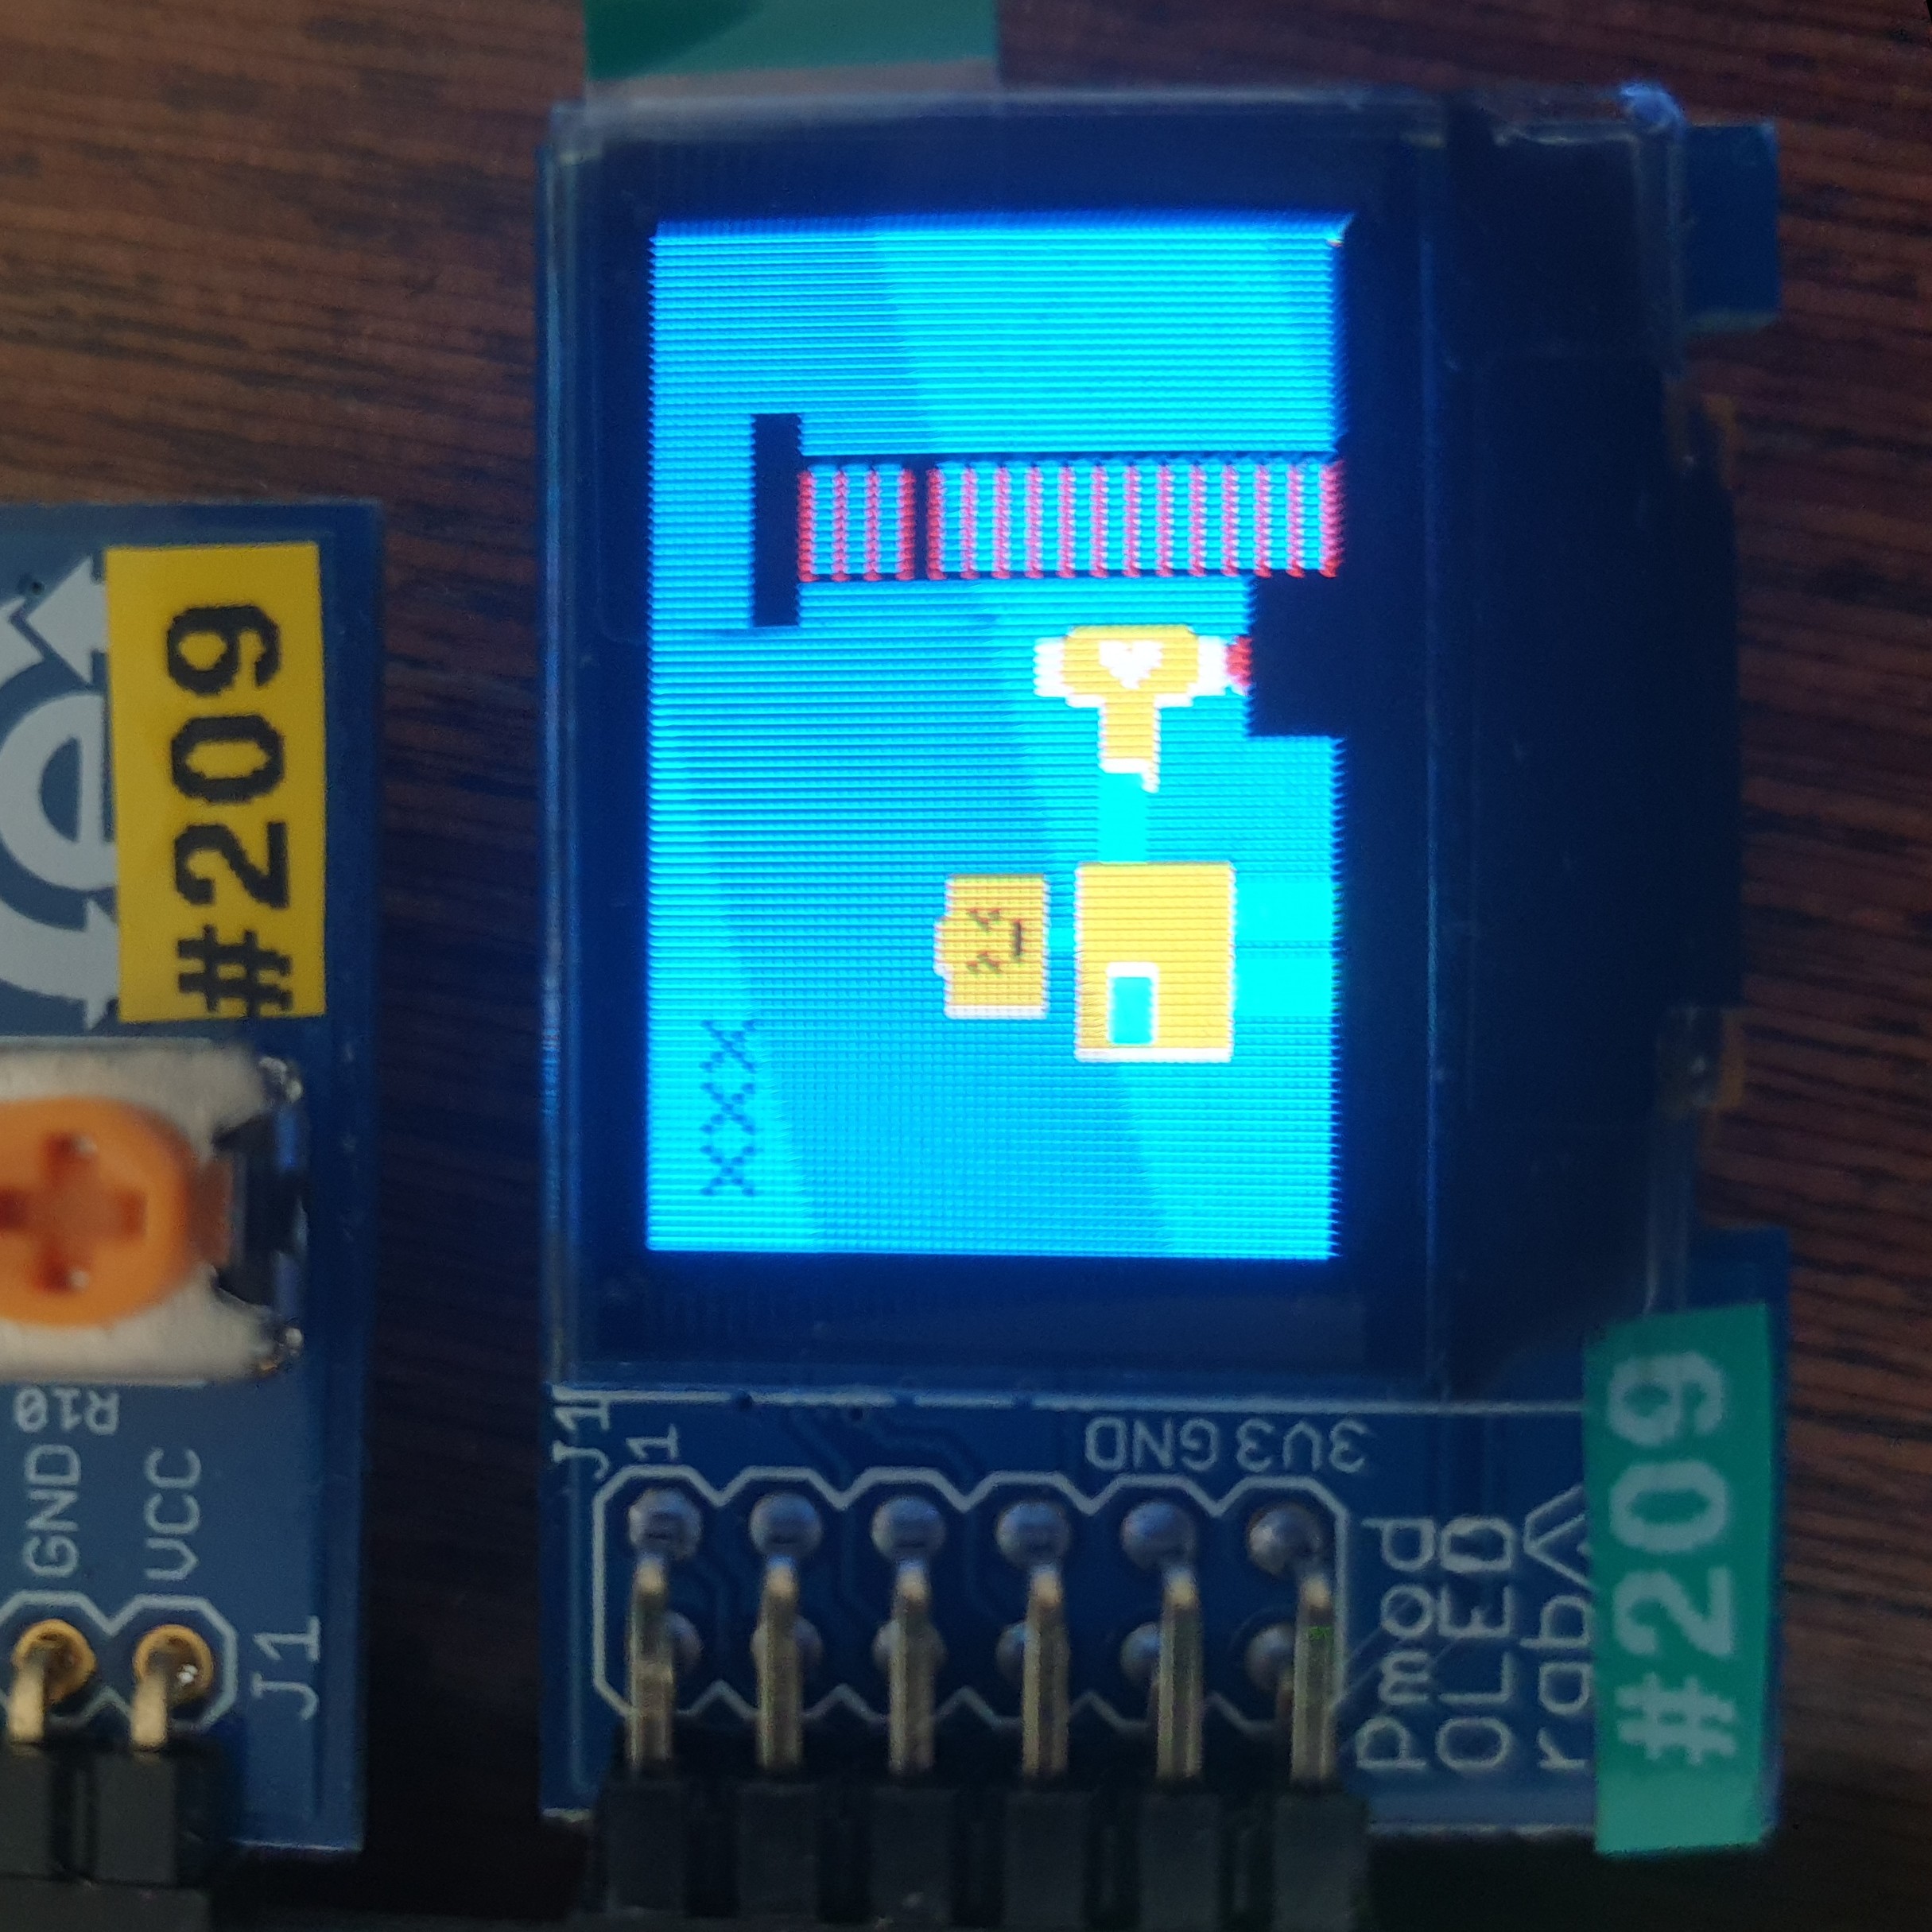 GND
R10
VCC
J1
e
#209
J1
1
xxx
3V3 GND
Pmod
OLED
rgb
#209